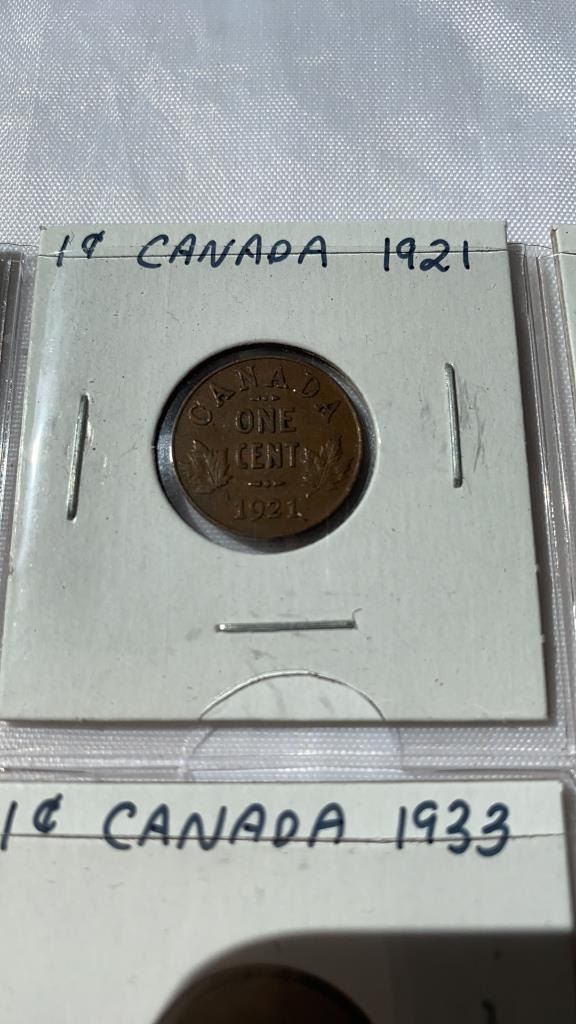 1¢ CANADA 1921
CANADA
ONE
CENT
1921
1¢ CANADA 1933